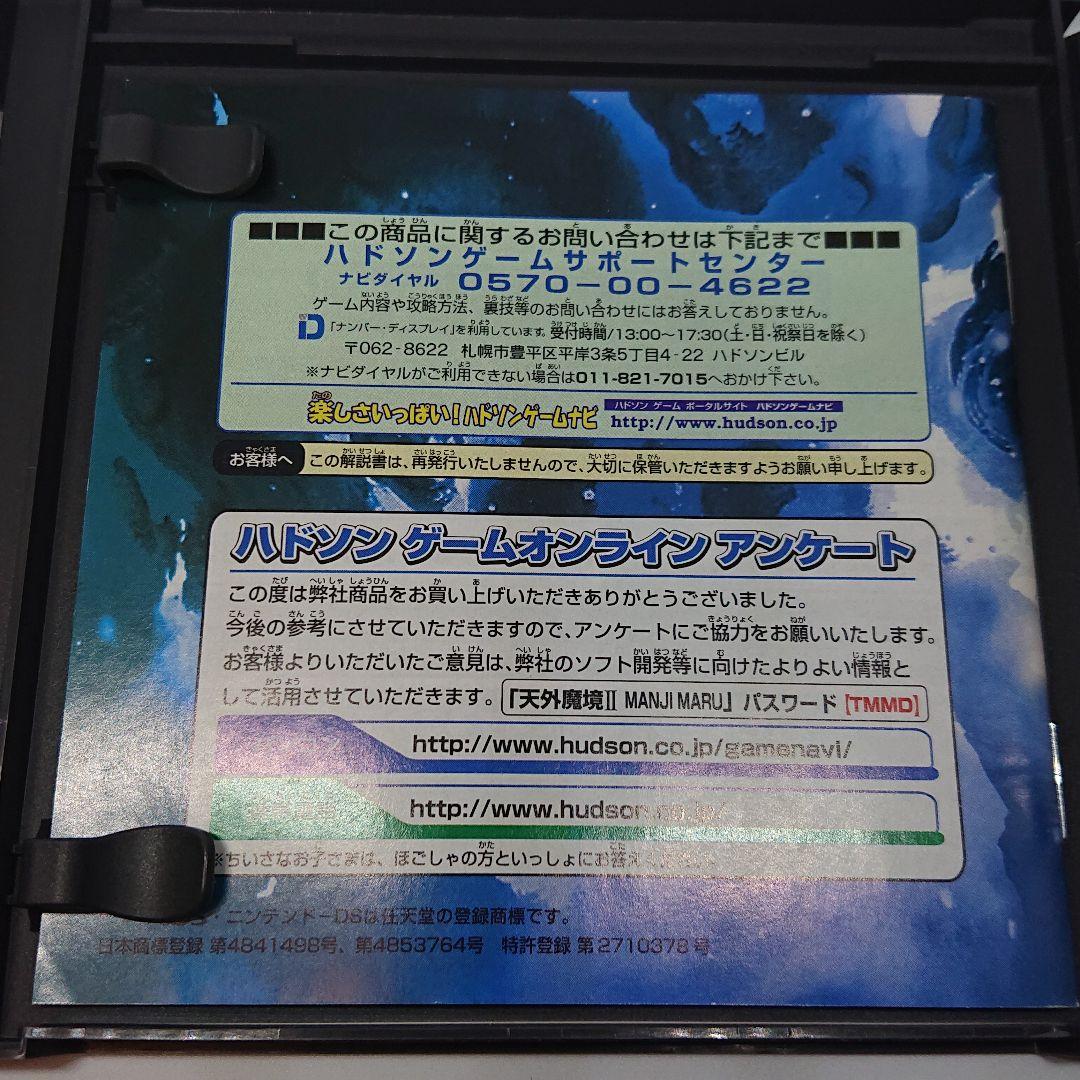 ■■■この商品に関するお問い合わせは下記まで■■■
ハドソンゲームサポートセンター
ナビダイヤル 0570-00-4622
ゲーム内容や攻略方法、裏技等のお問い合わせにはお答えしておりません。
「ナンバー・ディスプレイ」を利用しています。受付時間/13:00〜17:30(土・日・祝祭日を除く)
〒062-8622 札幌市豊平区平岸3条5丁目4-22 ハドソンビル
※ナビダイヤルがご利用できない場合は011-821-7015へおかけ下さい。
楽しさいっぱい!ハドソンゲームナビ
ハドソン ゲーム ポータルサイト ハドソンゲームナビ
http://www.hudson.co.jp
お客様へ
この解説書は、再発行いたしませんので、大切に保管いただきますようお願い申し上げます。
ハドソン ゲームオンライン アンケート
この度は弊社商品をお買い上げいただきありがとうございました。
今後の参考にさせていただきますので、アンケートにご協力をお願いいたします。
お客様よりいただいたご意見は、弊社のソフト開発等に向けたよりよい情報と
して活用させていただきます。
「天外魔境II MANJI MARU」 パスワード [TMMD]
http://www.hudson.co.jp/gamenavi/
http://www.hudson.co.jp/
※ちいさなお子さまは、ほごしゃの方といっしょにお答えください。
・ニンテンドーDSは任天堂の登録商標です。
日本商標登録 第4841498号、第4853764号 特許登録 第2710378号